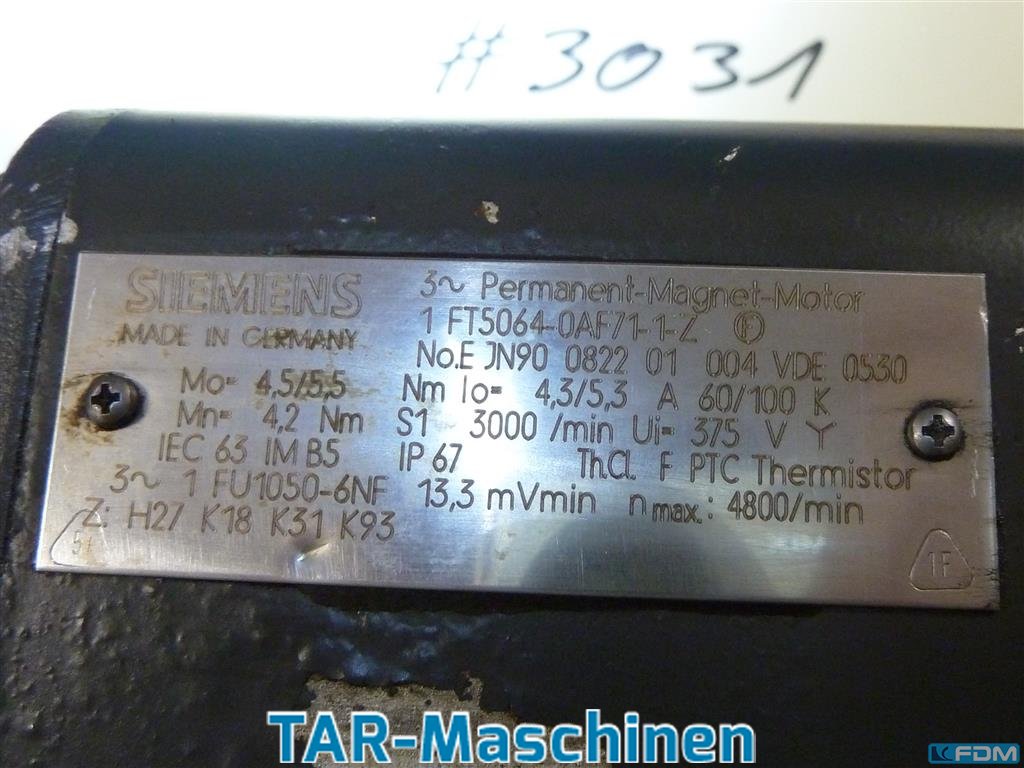 #3031
SIEMENS
MADE IN GERMANY
3~ Permanent-Magnet-Motor
1 FT5064-0AF71-1-Z F
No.E JN90 0822 01 004 VDE 0530
Mo= 4,5/5,5 Nm Io= 4,3/5,3 A 60/100 K
Mn= 4,2 Nm S1 3000 /min Ui= 375 V Y
IEC 63 IM B5 IP 67 Th.Cl. F PTC Thermistor
3~ 1 FU1050-6NF 13,3 mVmin n max.: 4800/min
Z: H27 K18 K31 K93
1F
TAR-Maschinen
FDM